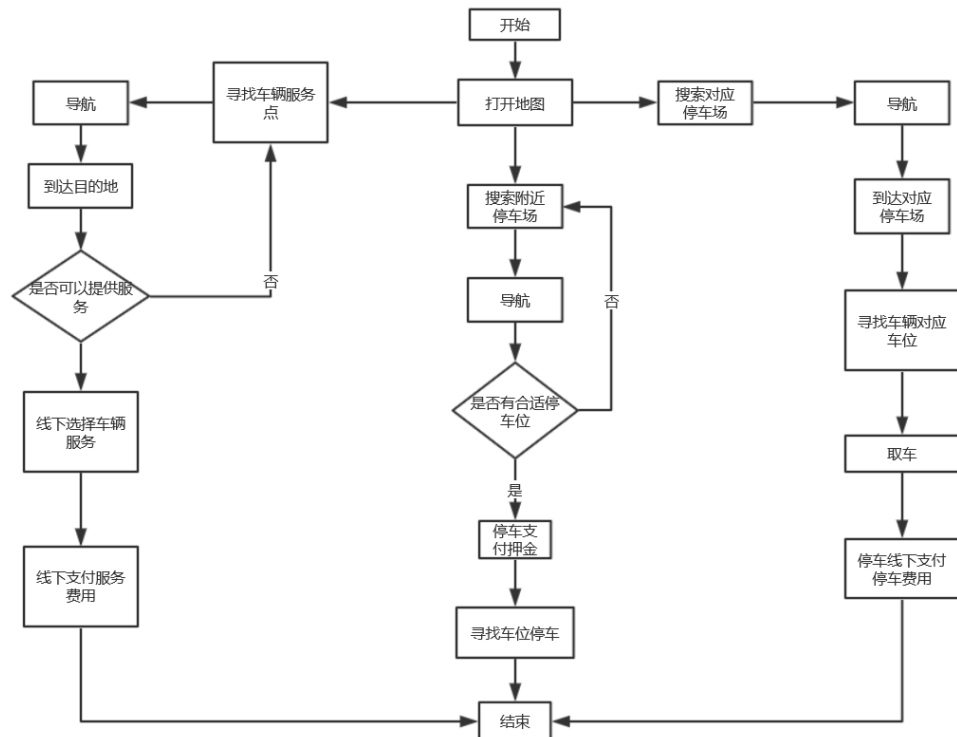 开始
寻找车辆服务
点
导航
打开地图
搜索对应
停车场
导航
到达目的地
搜索附近
停车场
到达对应
停车场
否
是否可以提供服
务
导航
否
寻找车辆对应
车位
线下选择车辆
服务
是否有合适停
车位
取车
是
停车支
付押金
线下支付服务
费用
停车线下支付
停车费用
寻找车位停车
结束